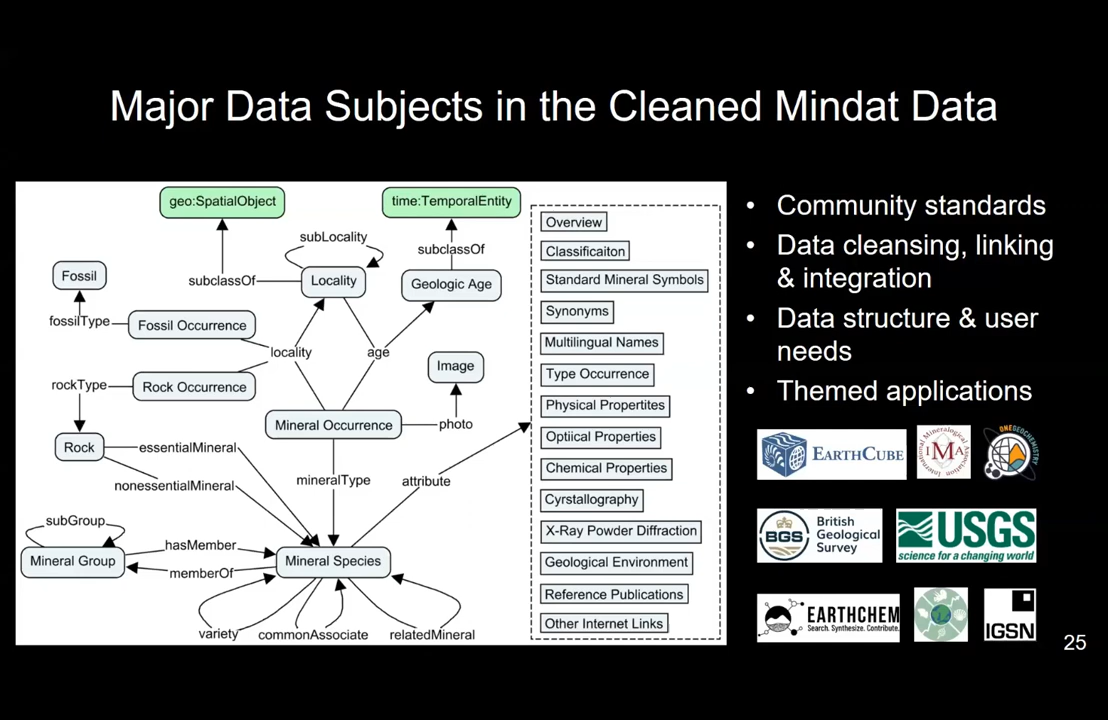 Major Data Subjects in the Cleaned Mindat Data
geo:SpatialObject
time:TemporalEntity
subLocality
subclassOf
Fossil
subclassOf
Locality
Geologic Age
fossilType
Fossil Occurrence
locality
age
rockType
Rock Occurrence
Image
Mineral Occurrence
photo
Rock
essentialMineral
nonessentialMineral
mineralType
attribute
subGroup
Mineral Group
hasMember
memberOf
Mineral Species
variety
commonAssociate
relatedMineral
Overview
Classificaiton
Standard Mineral Symbols
Synonyms
Multilingual Names
Type Occurrence
Physical Propertites
Optiical Properties
Chemical Properties
Cyrstallography
X-Ray Powder Diffraction
Geological Environment
Reference Publications
Other Internet Links
• Community standards
• Data cleansing, linking
& integration
• Data structure & user
needs
• Themed applications
EARTHCUBE
International Mineralogical Association
IMA
ONEGEOCHEMISTRY
BGS
British
Geological
Survey
USGS
science for a changing world
EARTHCHEM
Search. Synthesize. Contribute.
IGSN
25